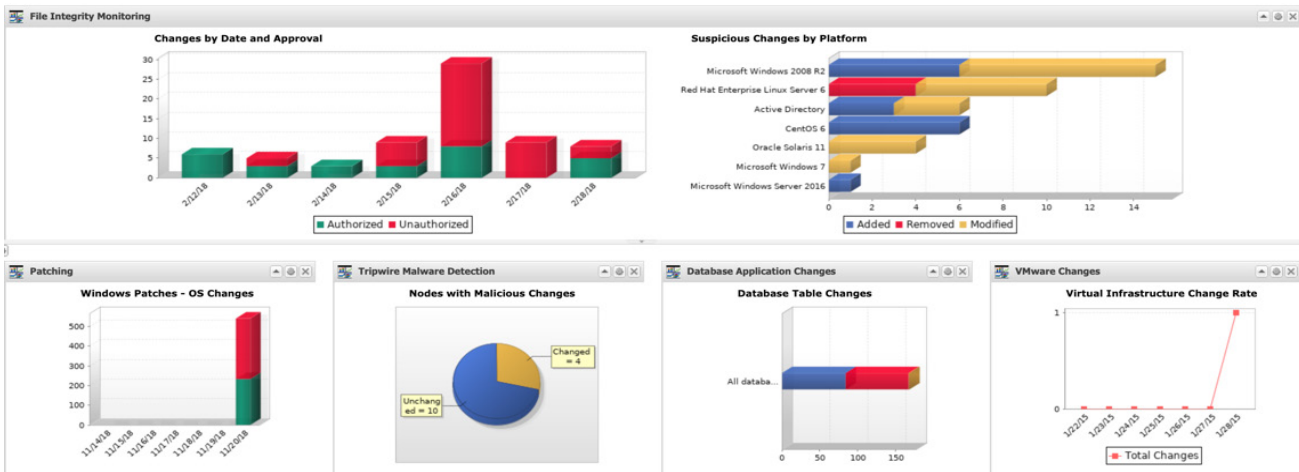 File Integrity Monitoring
Changes by Date and Approval
30
25
20
15
10
5
0
2/12/18
2/13/18
2/14/18
2/15/18
2/16/18
2/17/18
2/18/18
Authorized Unauthorized
Suspicious Changes by Platform
Microsoft Windows 2008 R2
Red Hat Enterprise Linux Server 6
Active Directory
CentOS 6
Oracle Solaris 11
Microsoft Windows 7
Microsoft Windows Server 2016
0 2 4 6 8 10 12 14
Added Removed Modified
Patching
Windows Patches - OS Changes
500
400
300
200
100
0
11/14/18
11/15/18
11/16/18
11/17/18
11/18/18
11/19/18
11/20/18
Tripwire Malware Detection
Nodes with Malicious Changes
Changed
= 4
Unchang
ed = 10
Database Application Changes
Database Table Changes
All databa...
0 50 100 150
VMware Changes
Virtual Infrastructure Change Rate
1
0
1/22/15
1/23/15
1/24/15
1/25/15
1/26/15
1/27/15
1/28/15
Total Changes